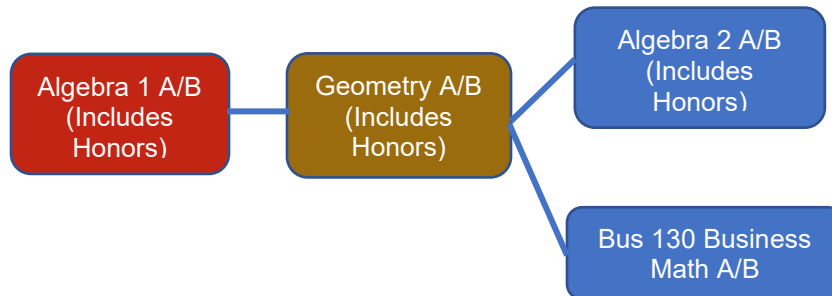 Algebra 1 A/B
(Includes
Honors)
Geometry A/B
(Includes
Honors)
Algebra 2 A/B
(Includes
Honors)
Bus 130 Business
Math A/B